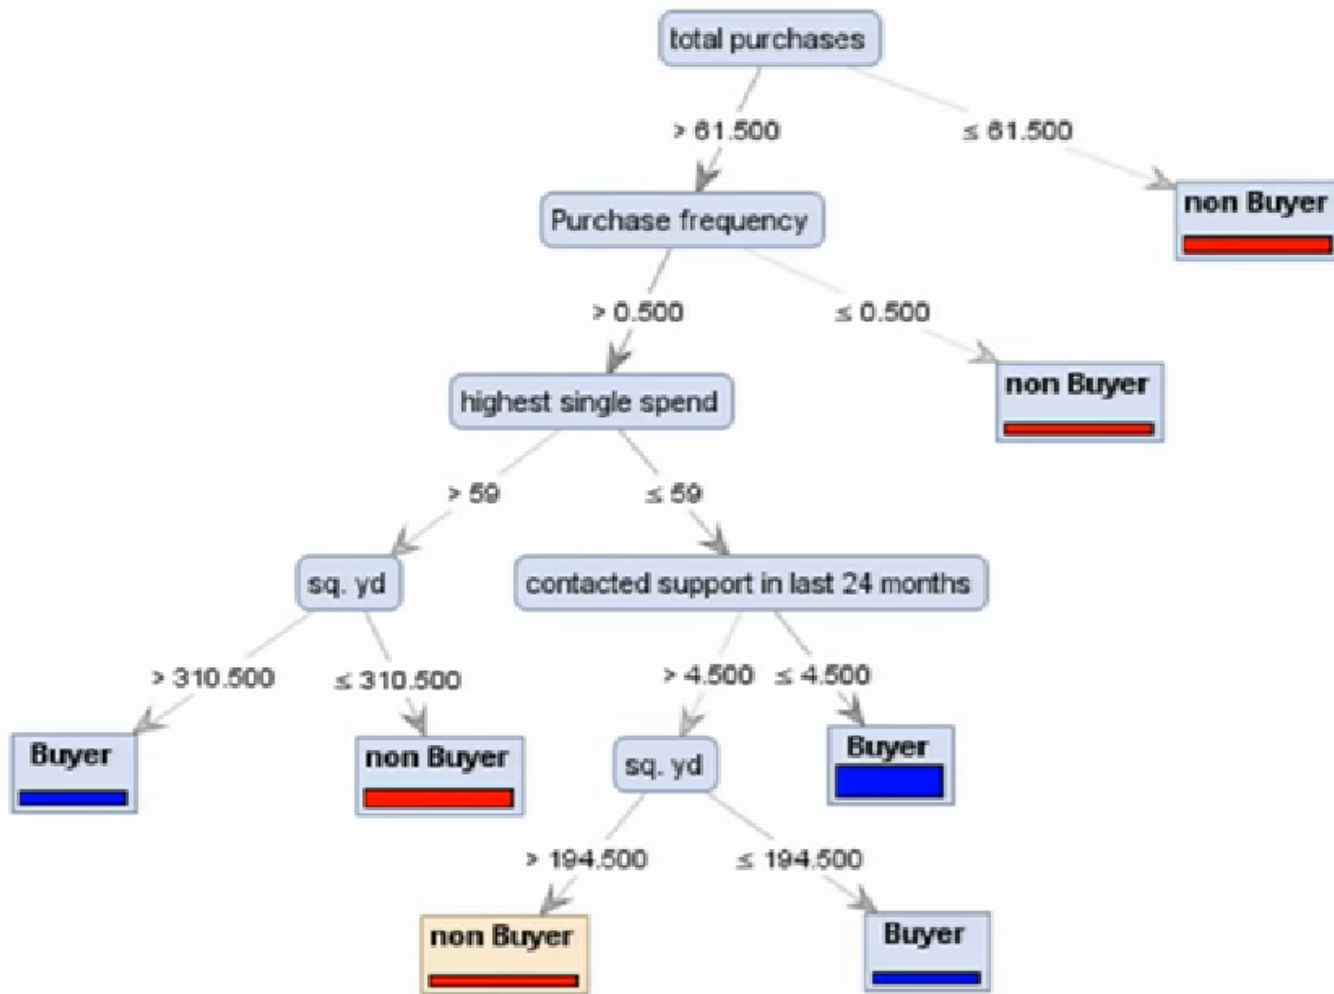 total purchases
> 61.500
≤ 61.500
Purchase frequency
non Buyer
> 0.500
≤ 0.500
highest single spend
non Buyer
> 59
≤ 59
sq. yd
contacted support in last 24 months
> 310.500
≤ 310.500
> 4.500
≤ 4.500
Buyer
non Buyer
sq. yd
Buyer
> 194.500
≤ 194.500
non Buyer
Buyer